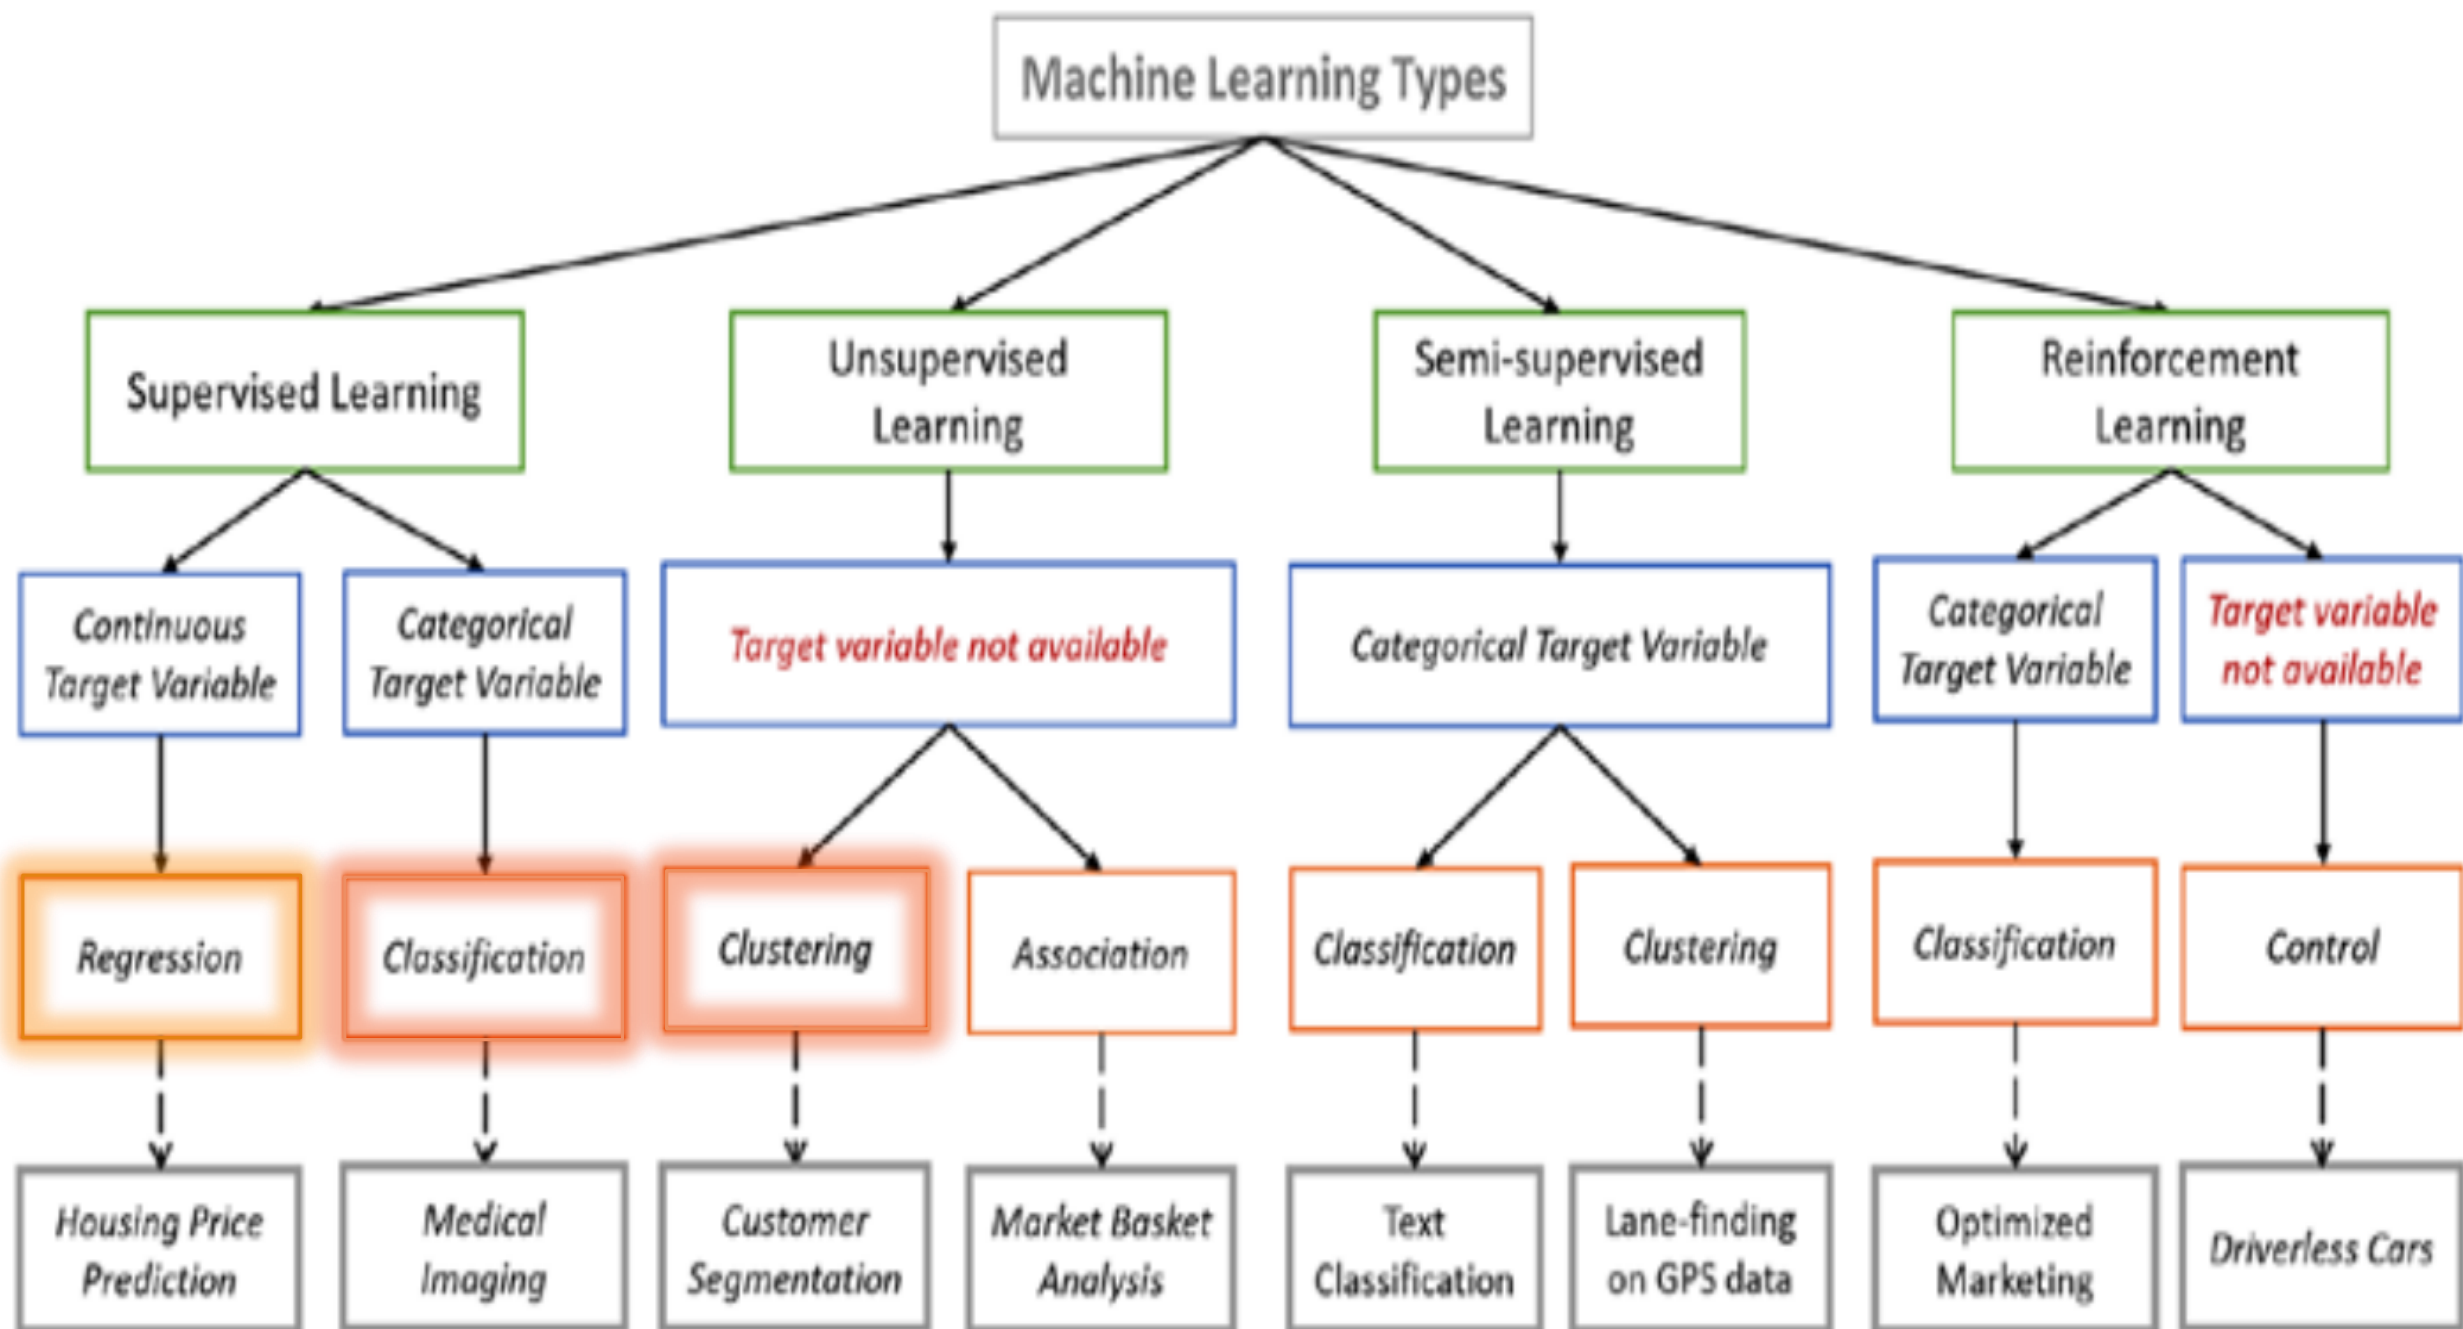 Machine Learning Types
Supervised Learning
Unsupervised
Learning
Semi-supervised
Learning
Reinforcement
Learning
Continuous
Target Variable
Categorical
Target Variable
Target variable not available
Categorical Target Variable
Categorical
Target Variable
Target variable
not available
Regression
Classification
Clustering
Association
Classification
Clustering
Classification
Control
Housing Price
Prediction
Medical
Imaging
Customer
Segmentation
Market Basket
Analysis
Text
Classification
Lane-finding
on GPS data
Optimized
Marketing
Driverless Cars